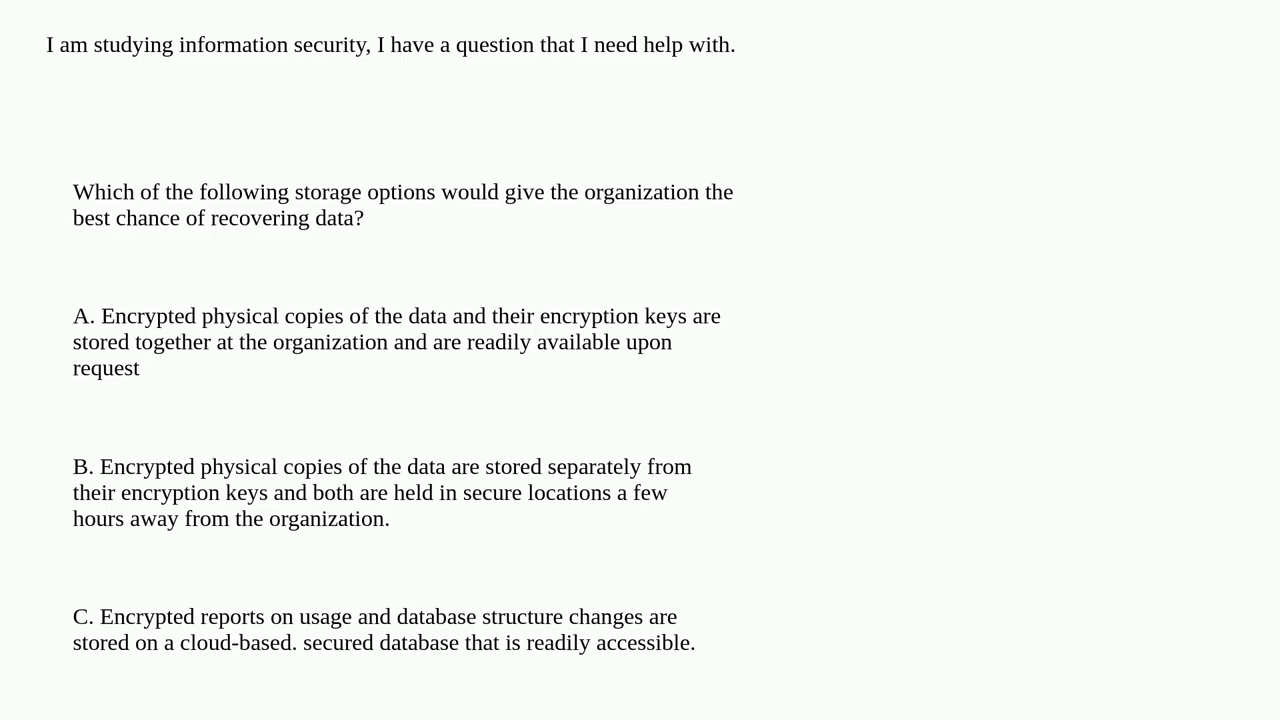 I am studying information security, I have a question that I need help with.
Which of the following storage options would give the organization the
best chance of recovering data?
A. Encrypted physical copies of the data and their encryption keys are
stored together at the organization and are readily available upon
request
B. Encrypted physical copies of the data are stored separately from
their encryption keys and both are held in secure locations a few
hours away from the organization.
C. Encrypted reports on usage and database structure changes are
stored on a cloud-based. secured database that is readily accessible.